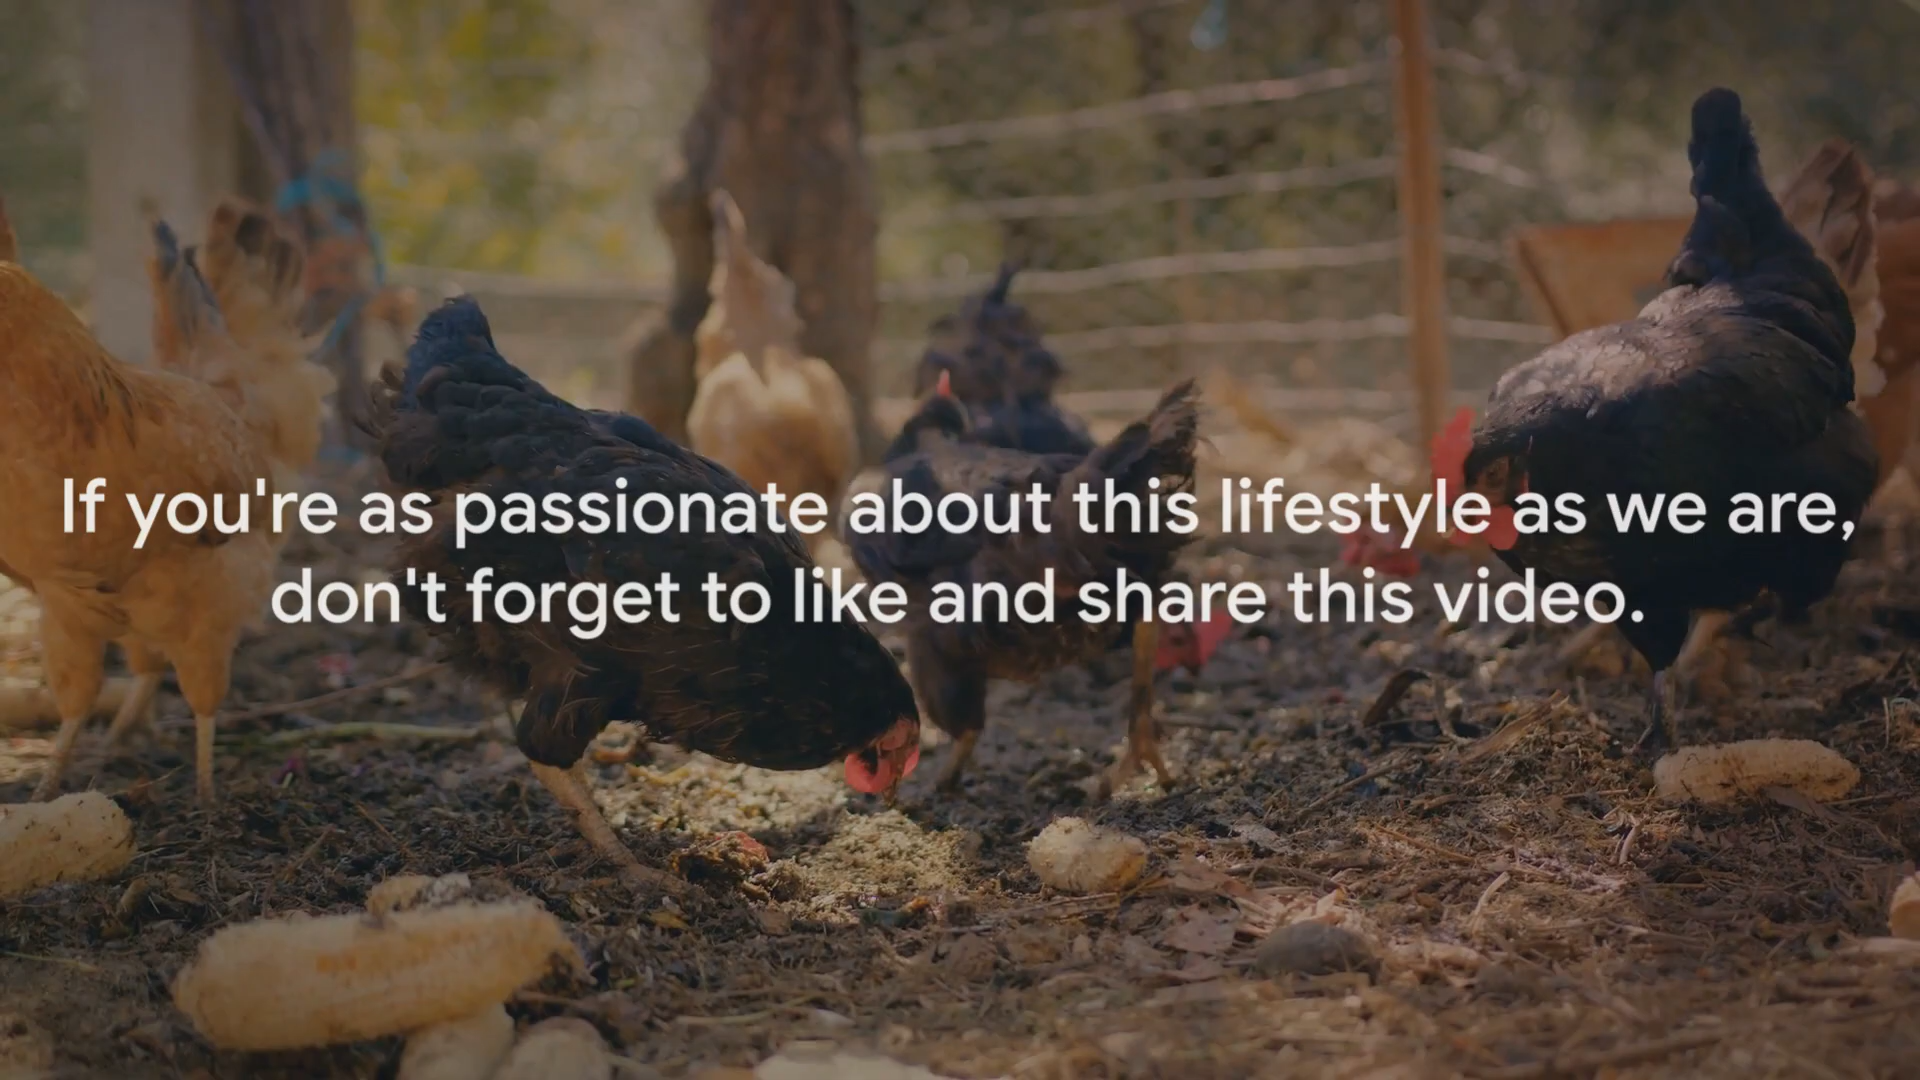 If you're as passionate about this lifestyle as we are,
don't forget to like and share this video.